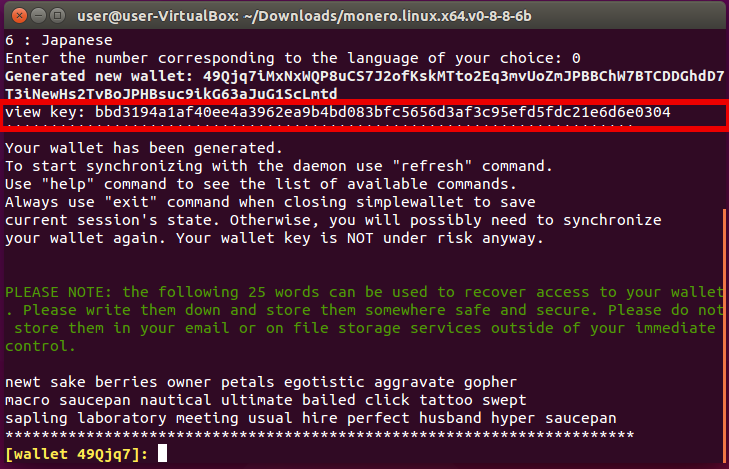 user@user-VirtualBox: ~/Downloads/monero.linux.x64.v0-8-8-6b
6 : Japanese
Enter the number corresponding to the language of your choice: 0
Generated new wallet: 49Qjq7iMxNxWQP8uCS7J2ofKskMTto2Eq3mvUoZmJPBBChW7BTCDDGhdD7
T3iNewHs2TvBoJPHBsuc9ikG63aJuG1ScLmtd
view key: bbd3194a1af40ee4a3962ea9b4bd083bfc5656d3af3c95efd5fdc21e6d6e0304
**********************************************************************
Your wallet has been generated.
To start synchronizing with the daemon use "refresh" command.
Use "help" command to see the list of available commands.
Always use "exit" command when closing simplewallet to save
current session's state. Otherwise, you will possibly need to synchronize
your wallet again. Your wallet key is NOT under risk anyway.
PLEASE NOTE: the following 25 words can be used to recover access to your wallet
. Please write them down and store them somewhere safe and secure. Please do not
store them in your email or on file storage services outside of your immediate
control.
newt sake berries owner petals egotistic aggravate gopher
macro saucepan nautical ultimate bailed click tattoo swept
sapling laboratory meeting usual hire perfect husband hyper saucepan
**********************************************************************
[wallet 49Qjq7]: